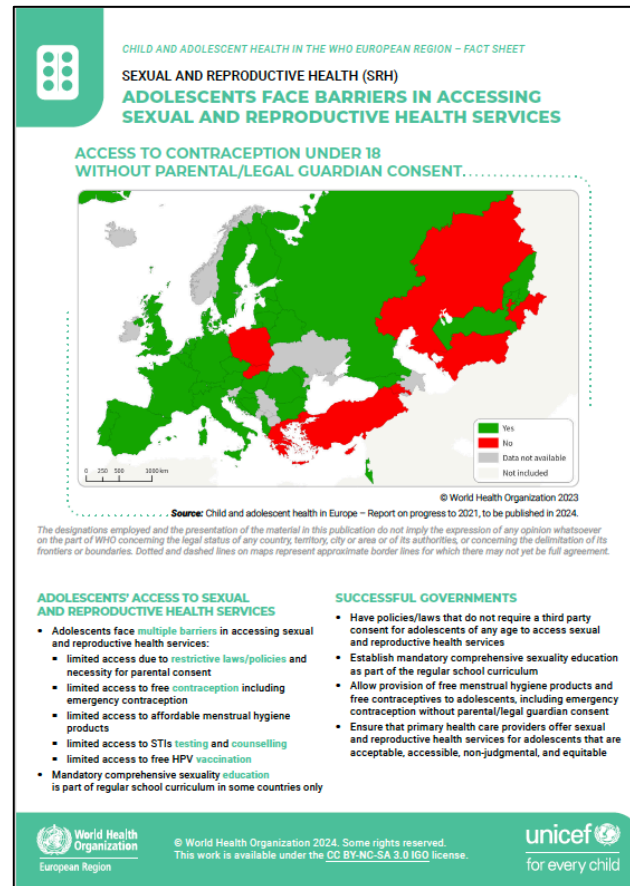 CHILD AND ADOLESCENT HEALTH IN THE WHO EUROPEAN REGION – FACT SHEET
SEXUAL AND REPRODUCTIVE HEALTH (SRH)
ADOLESCENTS FACE BARRIERS IN ACCESSING
SEXUAL AND REPRODUCTIVE HEALTH SERVICES
ACCESS TO CONTRACEPTION UNDER 18
WITHOUT PARENTAL/LEGAL GUARDIAN CONSENT
Yes
No
Data not available
Not included
0 250 500 1000 km
© World Health Organization 2023
Source: Child and adolescent health in Europe – Report on progress to 2021, to be published in 2024.
The designations employed and the presentation of the material in this publication do not imply the expression of any opinion whatsoever
on the part of WHO concerning the legal status of any country, territory, city or area or of its authorities, or concerning the delimitation of its
frontiers or boundaries. Dotted and dashed lines on maps represent approximate border lines for which there may not yet be full agreement.
ADOLESCENTS' ACCESS TO SEXUAL
AND REPRODUCTIVE HEALTH SERVICES
▪ Adolescents face multiple barriers in accessing sexual
and reproductive health services:
▪ limited access due to restrictive laws/policies and
necessity for parental consent
▪ limited access to free contraception including
emergency contraception
▪ limited access to affordable menstrual hygiene
products
▪ limited access to STIs testing and counselling
▪ limited access to free HPV vaccination
▪ Mandatory comprehensive sexuality education
is part of regular school curriculum in some countries only
SUCCESSFUL GOVERNMENTS
▪ Have policies/laws that do not require a third party
consent for adolescents of any age to access sexual
and reproductive health services
▪ Establish mandatory comprehensive sexuality education
as part of the regular school curriculum
▪ Allow provision of free menstrual hygiene products and
free contraceptives to adolescents, including emergency
contraception without parental/legal guardian consent
▪ Ensure that primary health care providers offer sexual
and reproductive health services for adolescents that are
acceptable, accessible, non-judgmental, and equitable
World Health
Organization
European Region
© World Health Organization 2024. Some rights reserved.
This work is available under the CC BY-NC-SA 3.0 IGO license.
unicef
for every child